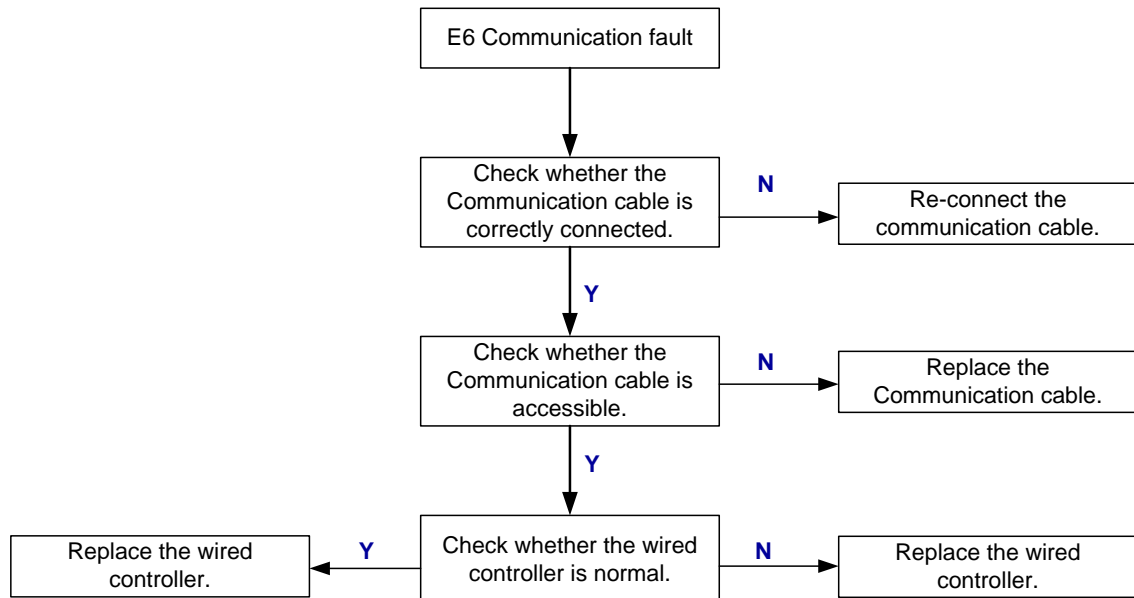 E6 Communication fault
Check whether the
Communication cable is
correctly connected.
N
Re-connect the
communication cable.
Y
Check whether the
Communication cable is
accessible.
N
Replace the
Communication cable.
Y
Replace the wired
controller.
Y
Check whether the wired
controller is normal.
N
Replace the wired
controller.